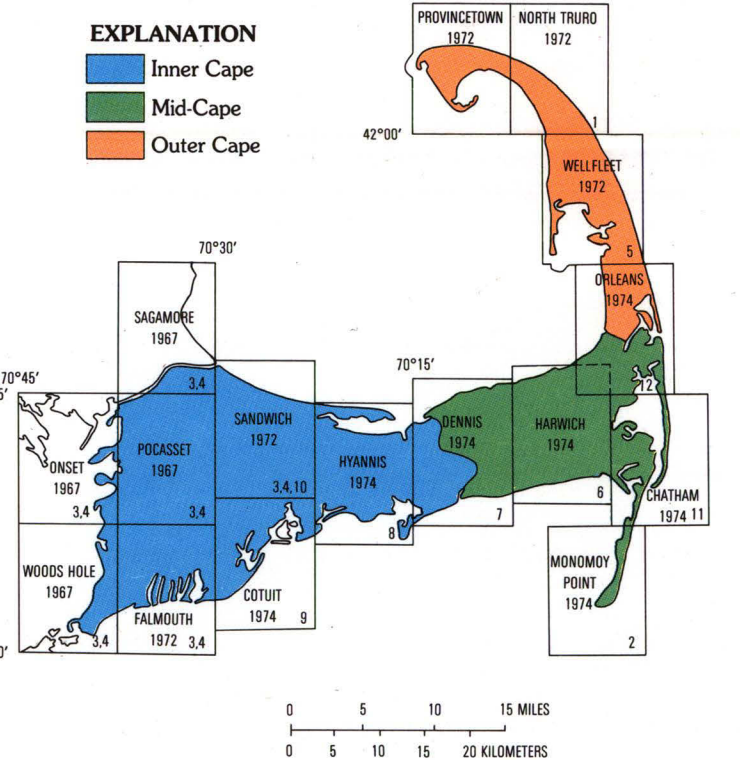 EXPLANATION
Inner Cape
Mid-Cape
Outer Cape
PROVINCETOWN
1972
NORTH TRURO
1972
1
42°00'
WELLFLEET
1972
5
ORLEANS
1974
12
70°30'
SAGAMORE
1967
3,4
70°45'
5'
70°15'
ONSET
1967
3,4
POCASSET
1967
3,4
SANDWICH
1972
3,4,10
HYANNIS
1974
8
DENNIS
1974
7
HARWICH
1974
6
CHATHAM
1974 11
WOODS HOLE
1967
3,4
FALMOUTH
1972 3,4
COTUIT
1974 9
MONOMOY
POINT
1974
2
0'
0 5 10 15 MILES
0 5 10 15 20 KILOMETERS